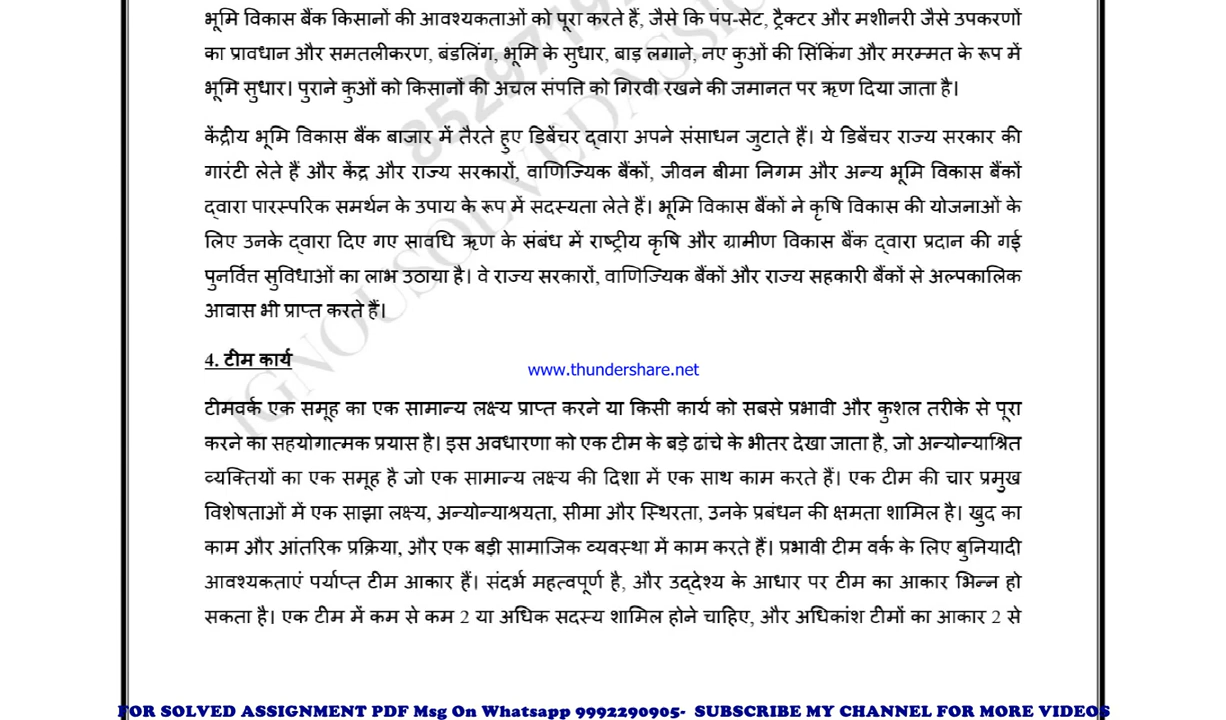 भूमि विकास बैंक किसानों की आवश्यकताओं को पूरा करते हैं, जैसे कि पंप-सेट, ट्रैक्टर और मशीनरी जैसे उपकरणों
का प्रावधान और समतलीकरण, बंडलिंग, भूमि के सुधार, बाड़ लगाने, नए कुओं की सिंकिंग और मरम्मत के रूप में
भूमि सुधार। पुराने कुओं को किसानों की अचल संपत्ति को गिरवी रखने की जमानत पर ऋण दिया जाता है।
केंद्रीय भूमि विकास बैंक बाजार में तैरते हुए डिबेंचर द्वारा अपने संसाधन जुटाते हैं। ये डिबेंचर राज्य सरकार की
गारंटी लेते हैं और केंद्र और राज्य सरकारों, वाणिज्यिक बैंकों, जीवन बीमा निगम और अन्य भूमि विकास बैंकों
द्वारा पारस्परिक समर्थन के उपाय के रूप में सदस्यता लेते हैं। भूमि विकास बैंकों ने कृषि विकास की योजनाओं के
लिए उनके द्वारा दिए गए सावधि ऋण के संबंध में राष्ट्रीय कृषि और ग्रामीण विकास बैंक द्वारा प्रदान की गई
पुनर्वित्त सुविधाओं का लाभ उठाया है। वे राज्य सरकारों, वाणिज्यिक बैंकों और राज्य सहकारी बैंकों से अल्पकालिक
आवास भी प्राप्त करते हैं।
4. टीम कार्य
www.thundershare.net
टीमवर्क एक समूह का एक सामान्य लक्ष्य प्राप्त करने या किसी कार्य को सबसे प्रभावी और कुशल तरीके से पूरा
करने का सहयोगात्मक प्रयास है। इस अवधारणा को एक टीम के बड़े ढांचे के भीतर देखा जाता है, जो अन्योन्याश्रित
व्यक्तियों का एक समूह है जो एक सामान्य लक्ष्य की दिशा में एक साथ काम करते हैं। एक टीम की चार प्रमुख
विशेषताओं में एक साझा लक्ष्य, अन्योन्याश्रयता, सीमा और स्थिरता, उनके प्रबंधन की क्षमता शामिल है। खुद का
काम और आंतरिक प्रक्रिया, और एक बड़ी सामाजिक व्यवस्था में काम करते हैं। प्रभावी टीम वर्क के लिए बुनियादी
आवश्यकताएं पर्याप्त टीम आकार हैं। संदर्भ महत्वपूर्ण है, और उद्देश्य के आधार पर टीम का आकार भिन्न हो
सकता है। एक टीम में कम से कम 2 या अधिक सदस्य शामिल होने चाहिए, और अधिकांश टीमों का आकार 2 से
FOR SOLVED ASSIGNMENT PDF Msg On Whatsapp 9992290905- SUBSCRIBE MY CHANNEL FOR MORE VIDEOS